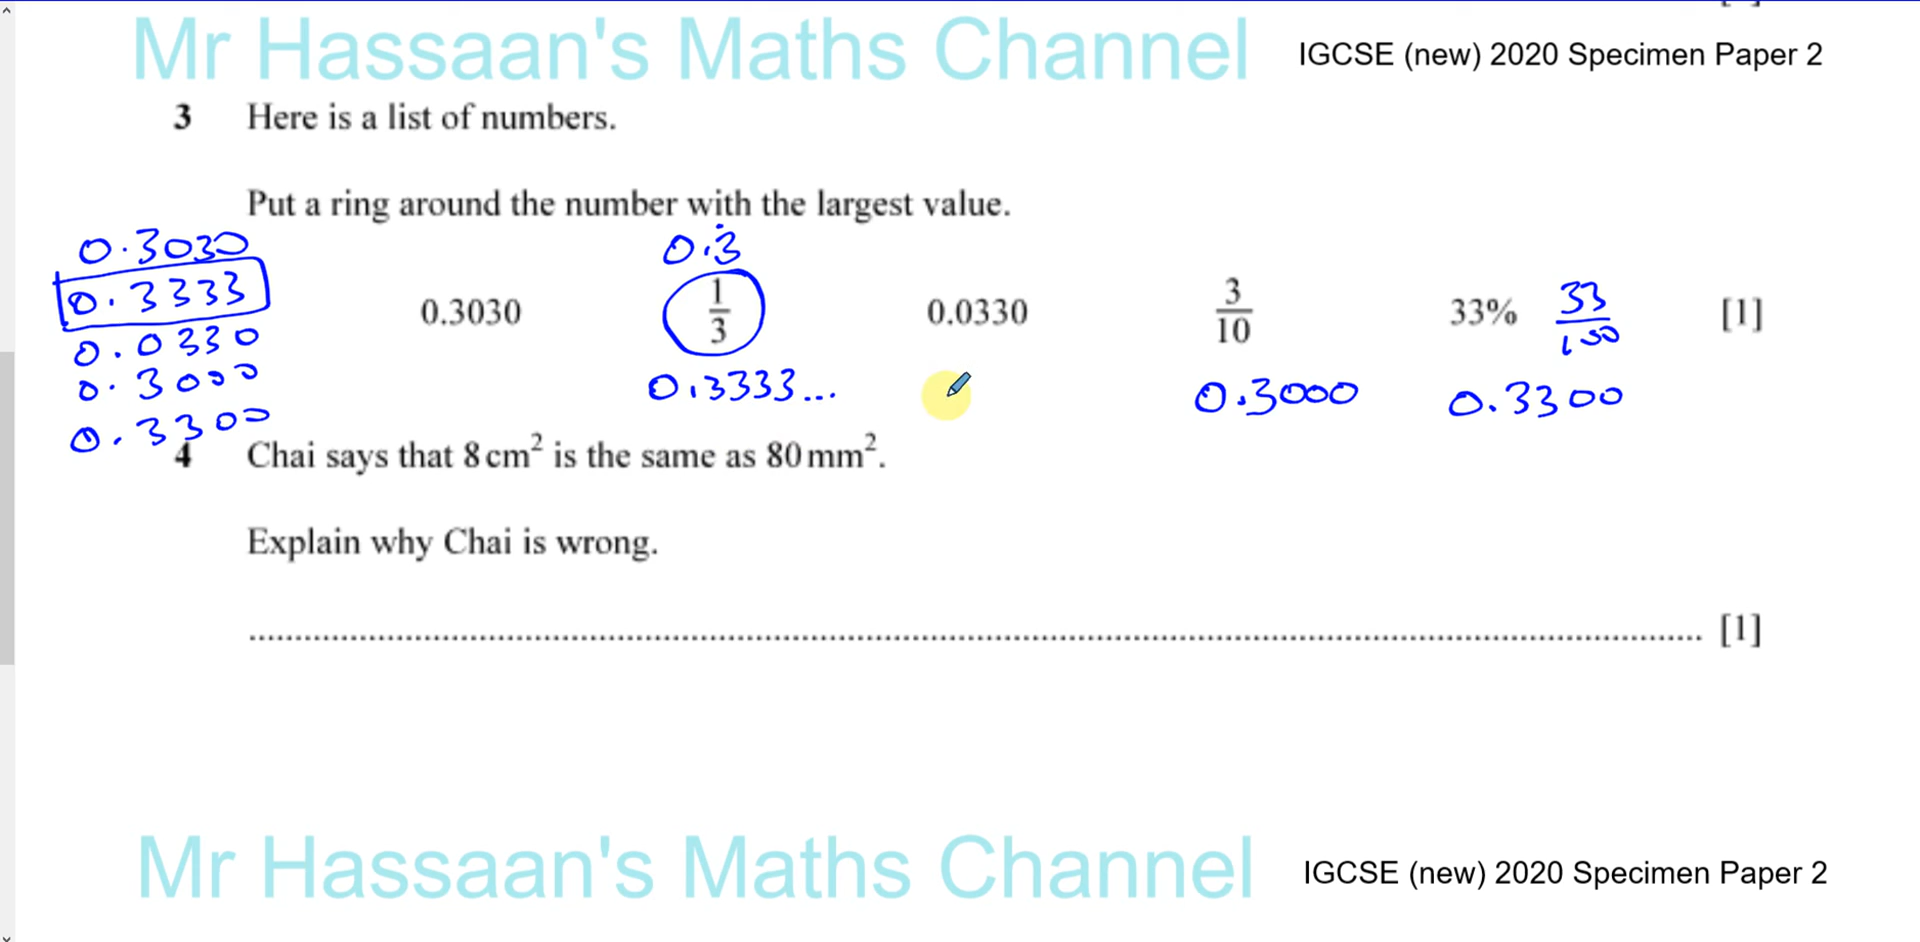 Mr Hassaan's Maths Channel IGCSE (new) 2020 Specimen Paper 2
3 Here is a list of numbers.
Put a ring around the number with the largest value.
0.3030
0.3333
0.0330
0.3000
0.3300
0.3̇
0.3030 1/3 0.0330 3/10 33% 33/100 [1]
0.3333... 0.3000 0.3300
4 Chai says that 8 cm² is the same as 80 mm².
Explain why Chai is wrong.
[1]
Mr Hassaan's Maths Channel IGCSE (new) 2020 Specimen Paper 2